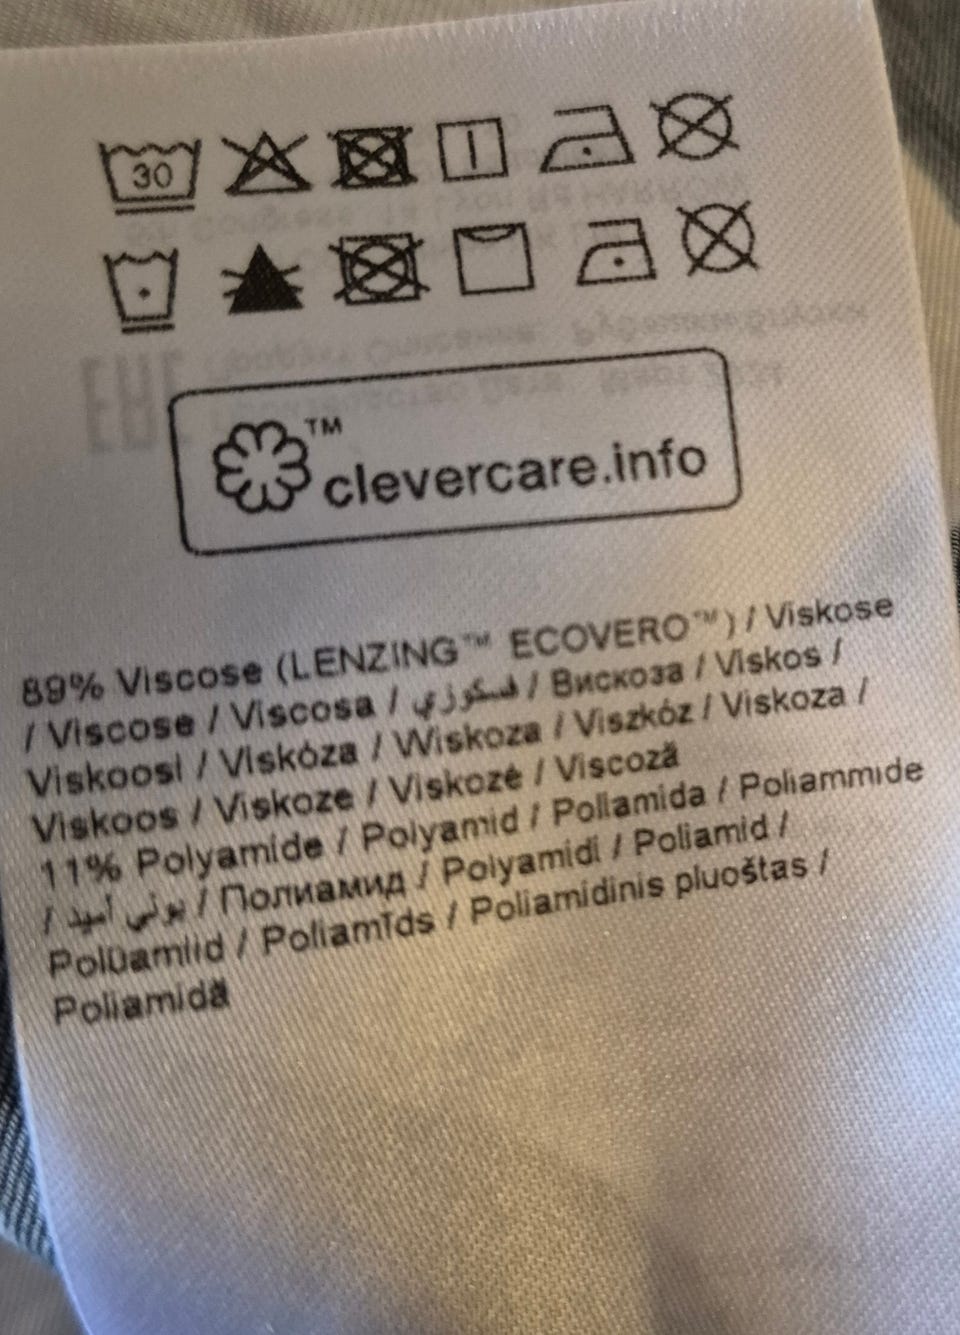 30
TM
clevercare.info
89% Viscose (LENZING™ ECOVERO™) / Viskose
/ Viscose / Viscosa / فسكوزي / Вискоза / Viskos /
Viskoosi / Viskóza / Wiskoza / Viszkóz / Viskoza /
Viskoos / Viskoze / Viskozė / Viscoză
11% Polyamide / Polyamid / Poliamida / Poliammide
/ بولي أميد / Полиамид / Polyamidi / Poliamid /
Polüamiid / Poliamīds / Poliamidinis pluoštas /
Poliamidă